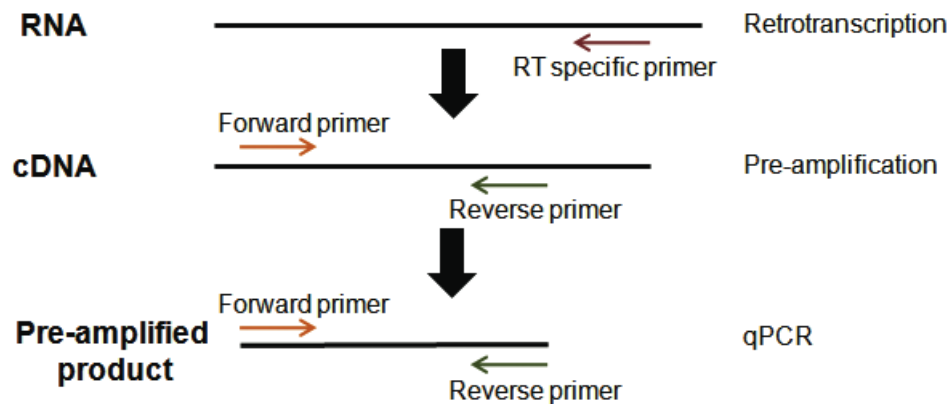 RNA
Retrotranscription
RT specific primer
Forward primer
cDNA
Pre-amplification
Reverse primer
Forward primer
Pre-amplified
product
qPCR
Reverse primer